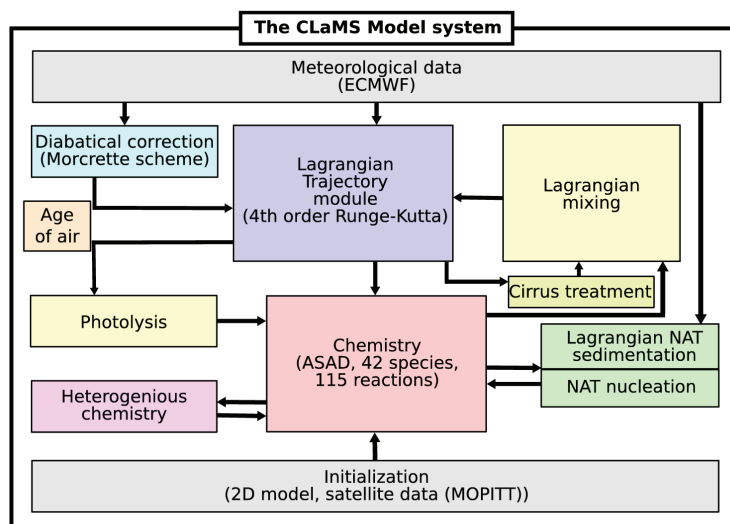 The CLaMS Model system
Meteorological data
(ECMWF)
Diabatical correction
(Morcrette scheme)
Lagrangian
Trajectory
module
(4th order Runge-Kutta)
Lagrangian
mixing
Age
of air
Cirrus treatment
Photolysis
Chemistry
(ASAD, 42 species,
115 reactions)
Lagrangian NAT
sedimentation
NAT nucleation
Heterogenious
chemistry
Initialization
(2D model, satellite data (MOPITT))